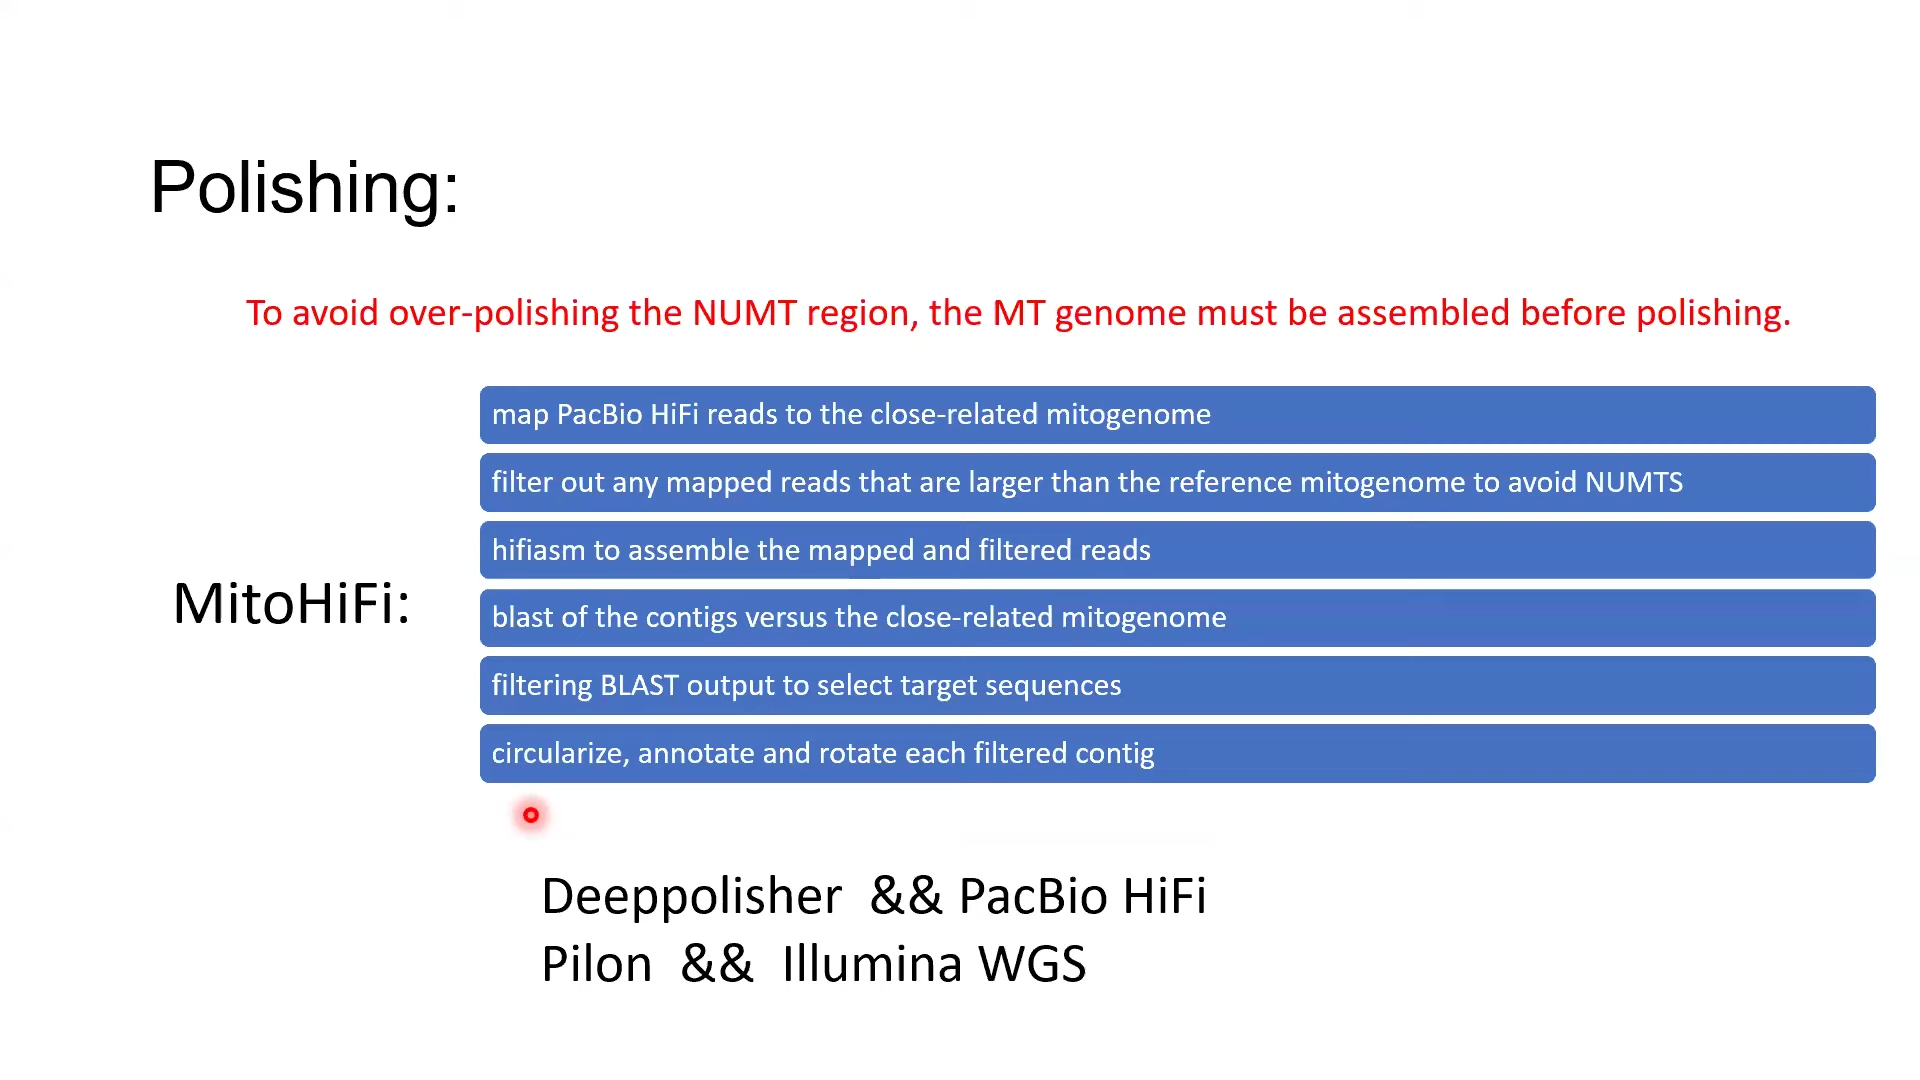 Polishing:
To avoid over-polishing the NUMT region, the MT genome must be assembled before polishing.
map PacBio HiFi reads to the close-related mitogenome
filter out any mapped reads that are larger than the reference mitogenome to avoid NUMTS
hifiasm to assemble the mapped and filtered reads
MitoHiFi:
blast of the contigs versus the close-related mitogenome
filtering BLAST output to select target sequences
circularize, annotate and rotate each filtered contig
Deeppolisher && PacBio HiFi
Pilon && Illumina WGS